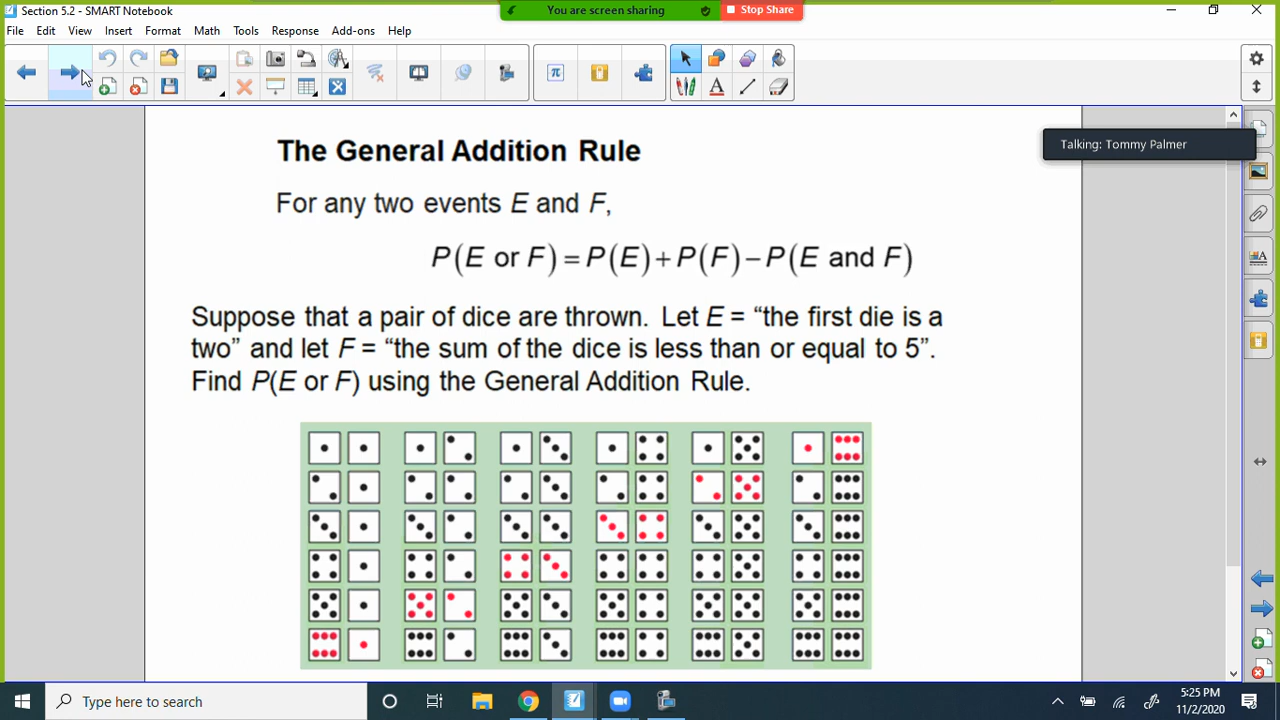 Section 5.2 - SMART Notebook
You are screen sharing
Stop Share
File Edit View Insert Format Math Tools Response Add-ons Help
Talking: Tommy Palmer
The General Addition Rule
For any two events E and F,
P(E or F) = P(E) + P(F) − P(E and F)
Suppose that a pair of dice are thrown. Let E = “the first die is a
two” and let F = “the sum of the dice is less than or equal to 5”.
Find P(E or F) using the General Addition Rule.
Type here to search
5:25 PM
11/2/2020